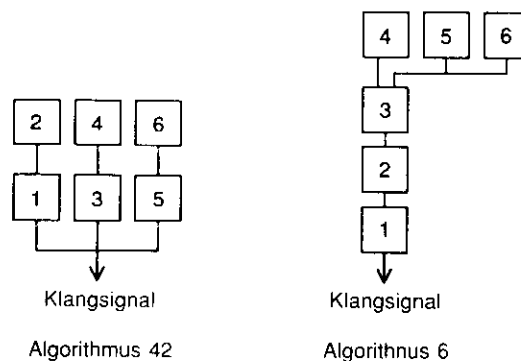 2 4 6
1 3 5
Klangsignal
Algorithmus 42
4 5 6
3
2
1
Klangsignal
Algorithnus 6